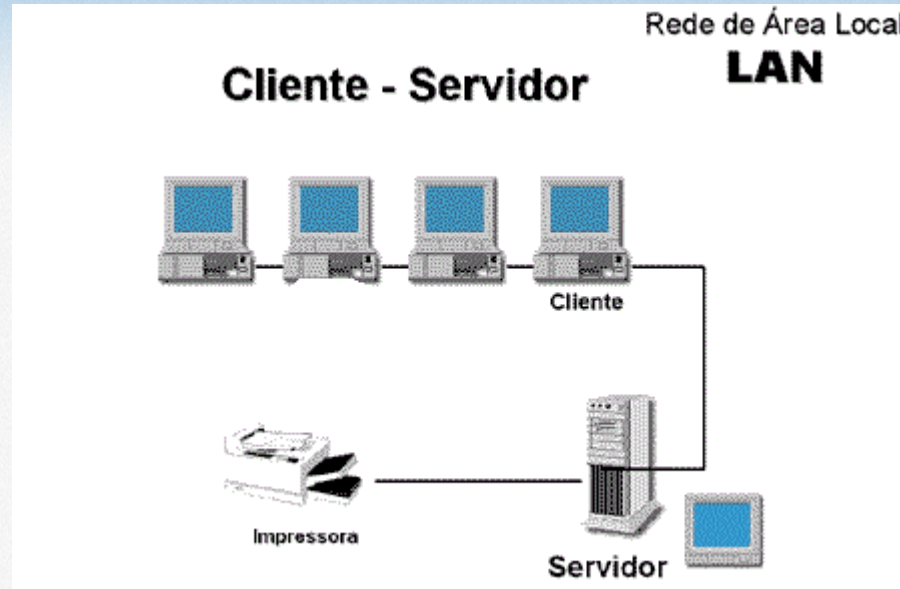 Rede de Área Local
LAN
Cliente - Servidor
Cliente
Impressora
Servidor